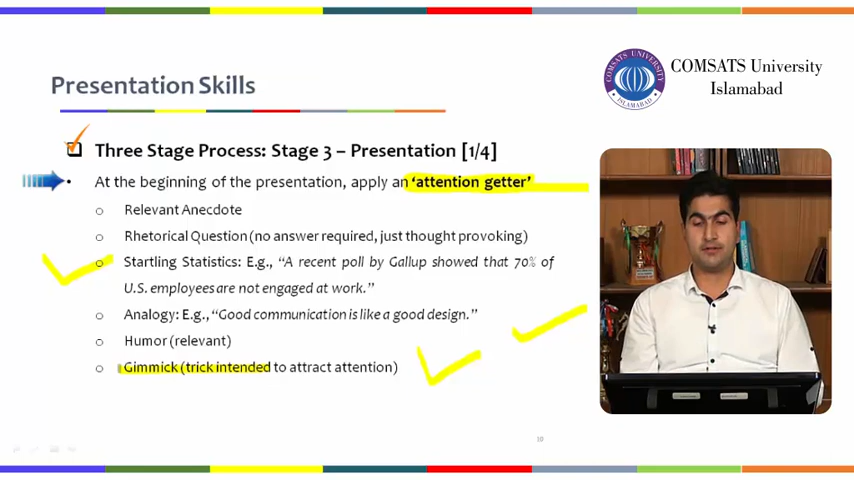 Presentation Skills
COMSATS University
Islamabad
COMSATS UNIVERSITY
ISLAMABAD
Three Stage Process: Stage 3 – Presentation [1/4]
• At the beginning of the presentation, apply an ‘attention getter’
o Relevant Anecdote
o Rhetorical Question (no answer required, just thought provoking)
o Startling Statistics: E.g., “A recent poll by Gallup showed that 70% of
U.S. employees are not engaged at work.”
o Analogy: E.g., “Good communication is like a good design.”
o Humor (relevant)
o Gimmick (trick intended to attract attention)
10